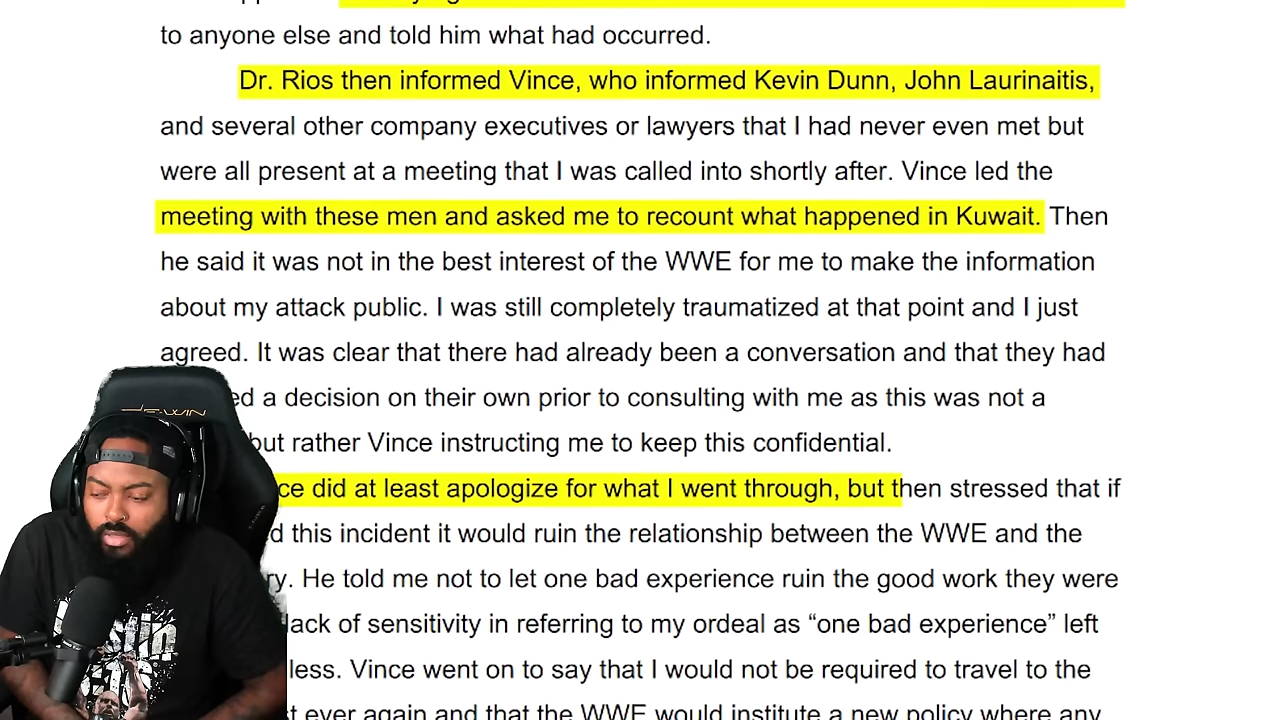 to anyone else and told him what had occurred.
Dr. Rios then informed Vince, who informed Kevin Dunn, John Laurinaitis,
and several other company executives or lawyers that I had never even met but
were all present at a meeting that I was called into shortly after. Vince led the
meeting with these men and asked me to recount what happened in Kuwait. Then
he said it was not in the best interest of the WWE for me to make the information
about my attack public. I was still completely traumatized at that point and I just
agreed. It was clear that there had already been a conversation and that they had
ed a decision on their own prior to consulting with me as this was not a
but rather Vince instructing me to keep this confidential.
ce did at least apologize for what I went through, but then stressed that if
d this incident it would ruin the relationship between the WWE and the
ry. He told me not to let one bad experience ruin the good work they were
lack of sensitivity in referring to my ordeal as “one bad experience” left
less. Vince went on to say that I would not be required to travel to the
st ever again and that the WWE would institute a new policy where any